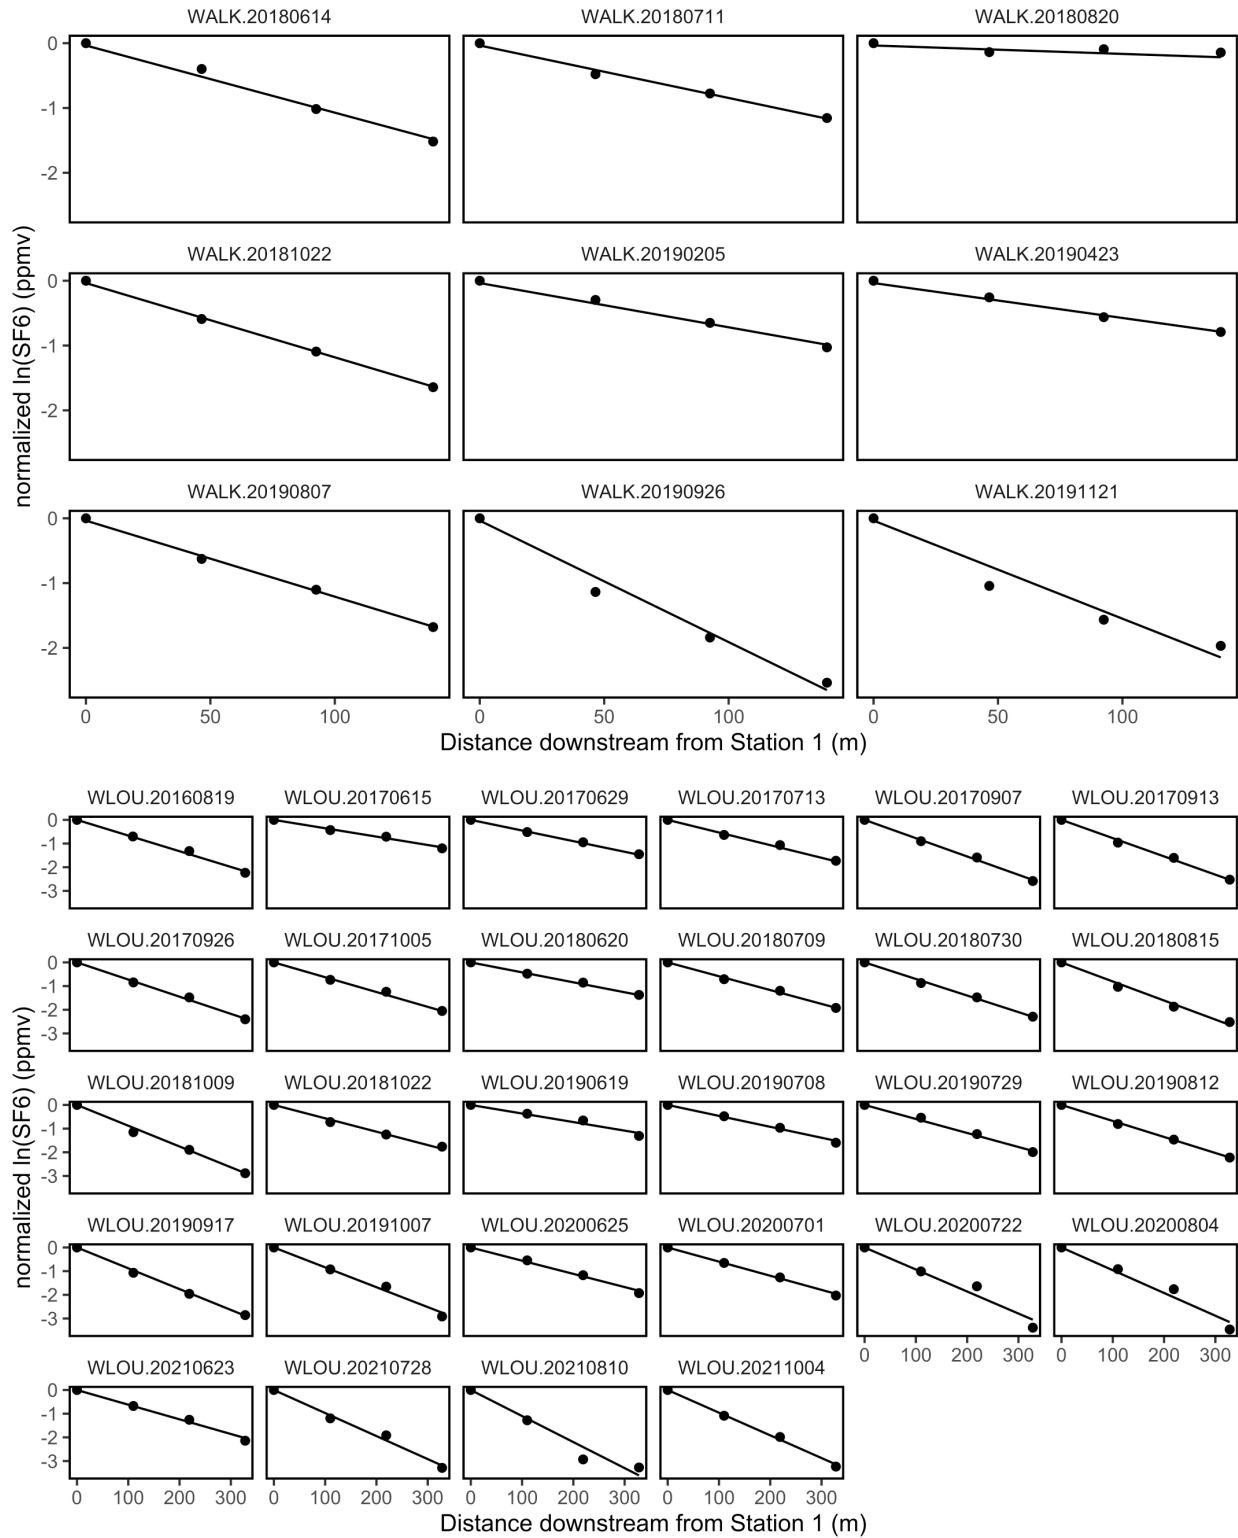 WALK.20180614 WALK.20180711 WALK.20180820
0
-1
-2
WALK.20181022 WALK.20190205 WALK.20190423
0
-1
-2
WALK.20190807 WALK.20190926 WALK.20191121
0
-1
-2
0 50 100 0 50 100 0 50 100
normalized ln(SF6) (ppmv)
Distance downstream from Station 1 (m)
WLOU.20160819 WLOU.20170615 WLOU.20170629 WLOU.20170713 WLOU.20170907 WLOU.20170913
0
-1
-2
-3
WLOU.20170926 WLOU.20171005 WLOU.20180620 WLOU.20180709 WLOU.20180730 WLOU.20180815
0
-1
-2
-3
WLOU.20181009 WLOU.20181022 WLOU.20190619 WLOU.20190708 WLOU.20190729 WLOU.20190812
0
-1
-2
-3
WLOU.20190917 WLOU.20191007 WLOU.20200625 WLOU.20200701 WLOU.20200722 WLOU.20200804
0
-1
-2
-3
0 100 200 300 0 100 200 300
WLOU.20210623 WLOU.20210728 WLOU.20210810 WLOU.20211004
0
-1
-2
-3
0 100 200 300 0 100 200 300 0 100 200 300 0 100 200 300
normalized ln(SF6) (ppmv)
Distance downstream from Station 1 (m)